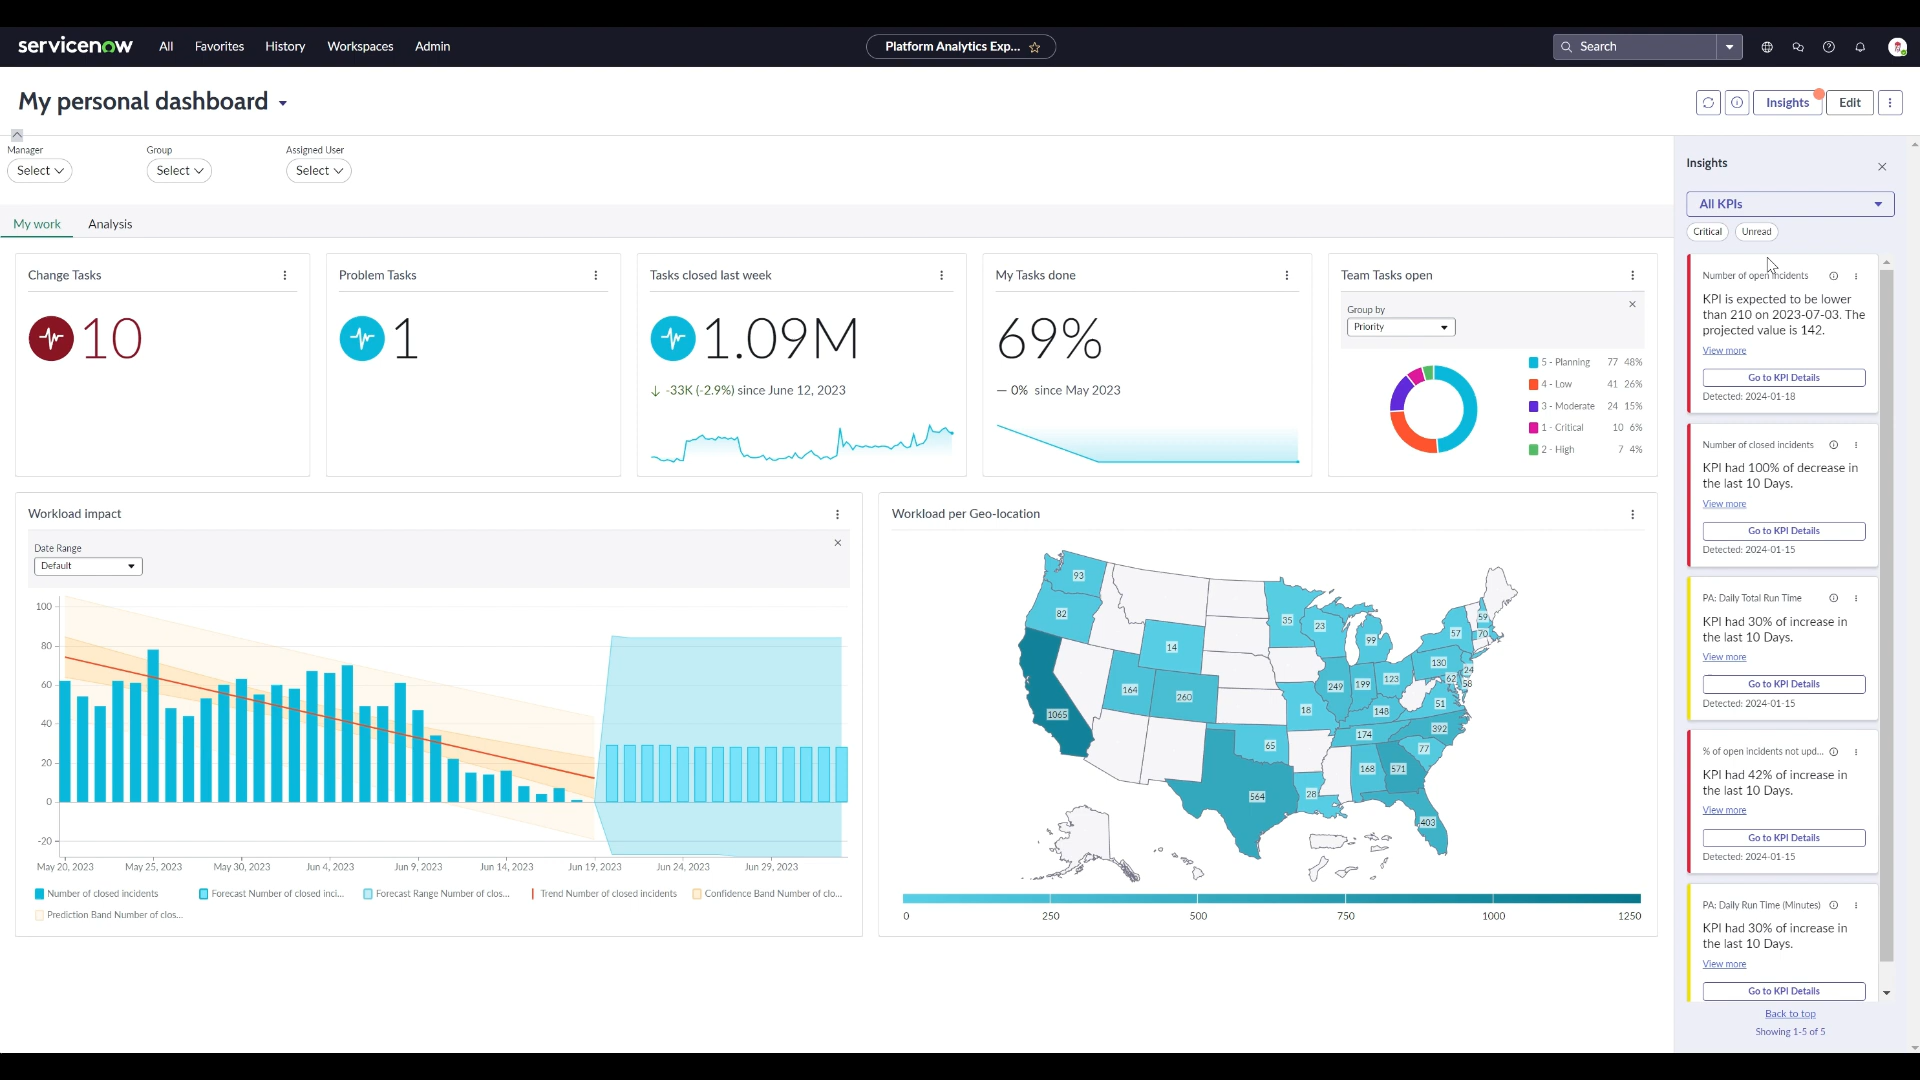 servicenow
All
Favorites
History
Workspaces
Admin
Platform Analytics Exp...
Search
My personal dashboard
Insights
Edit
Manager
Select
Group
Select
Assigned User
Select
My work
Analysis
Change Tasks
10
Problem Tasks
1
Tasks closed last week
1.09M
-33K (-2.9%) since June 12, 2023
My Tasks done
69%
— 0% since May 2023
Team Tasks open
Group by
Priority
5 - Planning 77 48%
4 - Low 41 26%
3 - Moderate 24 15%
1 - Critical 10 6%
2 - High 7 4%
Workload impact
Date Range
Default
100
80
60
40
20
0
-20
May 20, 2023
May 25, 2023
May 30, 2023
Jun 4, 2023
Jun 9, 2023
Jun 14, 2023
Jun 19, 2023
Jun 24, 2023
Jun 29, 2023
Number of closed incidents
Forecast Number of closed inci...
Forecast Range Number of clos...
Trend Number of closed incidents
Confidence Band Number of clo...
Prediction Band Number of clos...
Workload per Geo-location
93
82
14
164
260
1065
35
23
99
249
199
123
18
148
174
65
564
28
168
571
403
77
392
51
130
62
58
24
57
59
70
0
250
500
750
1000
1250
Insights
All KPIs
Critical
Unread
Number of open incidents
KPI is expected to be lower
than 210 on 2023-07-03. The
projected value is 142.
View more
Go to KPI Details
Detected: 2024-01-18
Number of closed incidents
KPI had 100% of decrease in
the last 10 Days.
View more
Go to KPI Details
Detected: 2024-01-15
PA: Daily Total Run Time
KPI had 30% of increase in
the last 10 Days.
View more
Go to KPI Details
Detected: 2024-01-15
% of open incidents not upd...
KPI had 42% of increase in
the last 10 Days.
View more
Go to KPI Details
Detected: 2024-01-15
PA: Daily Run Time (Minutes)
KPI had 30% of increase in
the last 10 Days.
View more
Go to KPI Details
Back to top
Showing 1-5 of 5